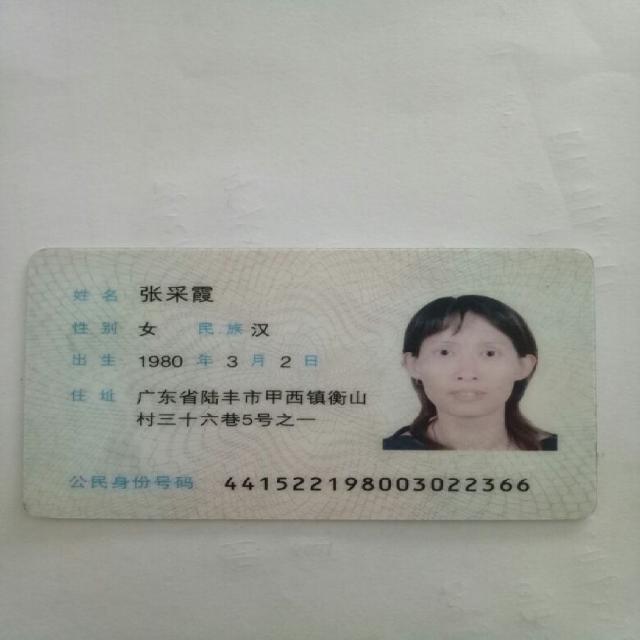 姓名 张采霞
性别 女 民族 汉
出生 1980 年 3 月 2 日
住址 广东省陆丰市甲西镇衡山
村三十六巷5号之一
公民身份号码 441522198003022366